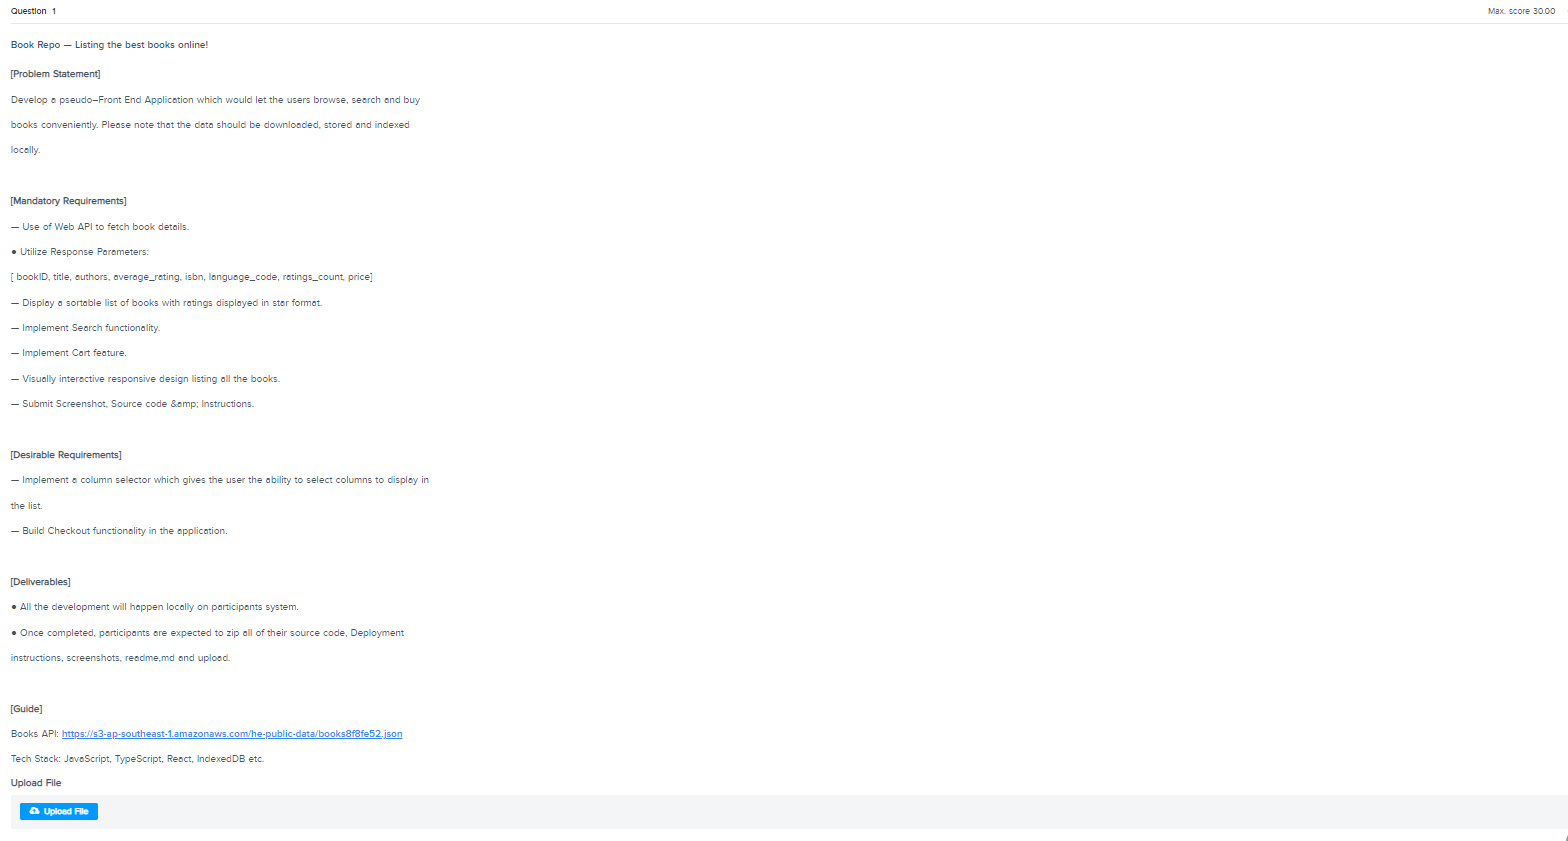 Question 1
Max. score 30.00
Book Repo – Listing the best books online!
[Problem Statement]
Develop a pseudo–Front End Application which would let the users browse, search and buy
books conveniently. Please note that the data should be downloaded, stored and indexed
locally.
[Mandatory Requirements]
– Use of Web API to fetch book details.
● Utilize Response Parameters:
[ bookID, title, authors, average_rating, isbn, language_code, ratings_count, price]
– Display a sortable list of books with ratings displayed in star format.
– Implement Search functionality.
– Implement Cart feature.
– Visually interactive responsive design listing all the books.
– Submit Screenshot, Source code &amp; Instructions.
[Desirable Requirements]
– Implement a column selector which gives the user the ability to select columns to display in
the list.
– Build Checkout functionality in the application.
[Deliverables]
● All the development will happen locally on participants system.
● Once completed, participants are expected to zip all of their source code, Deployment
instructions, screenshots, readme.md and upload.
[Guide]
Books API: https://s3-ap-southeast-1.amazonaws.com/he-public-data/books8f8fe52.json
Tech Stack: JavaScript, TypeScript, React, IndexedDB etc.
Upload File
Upload File